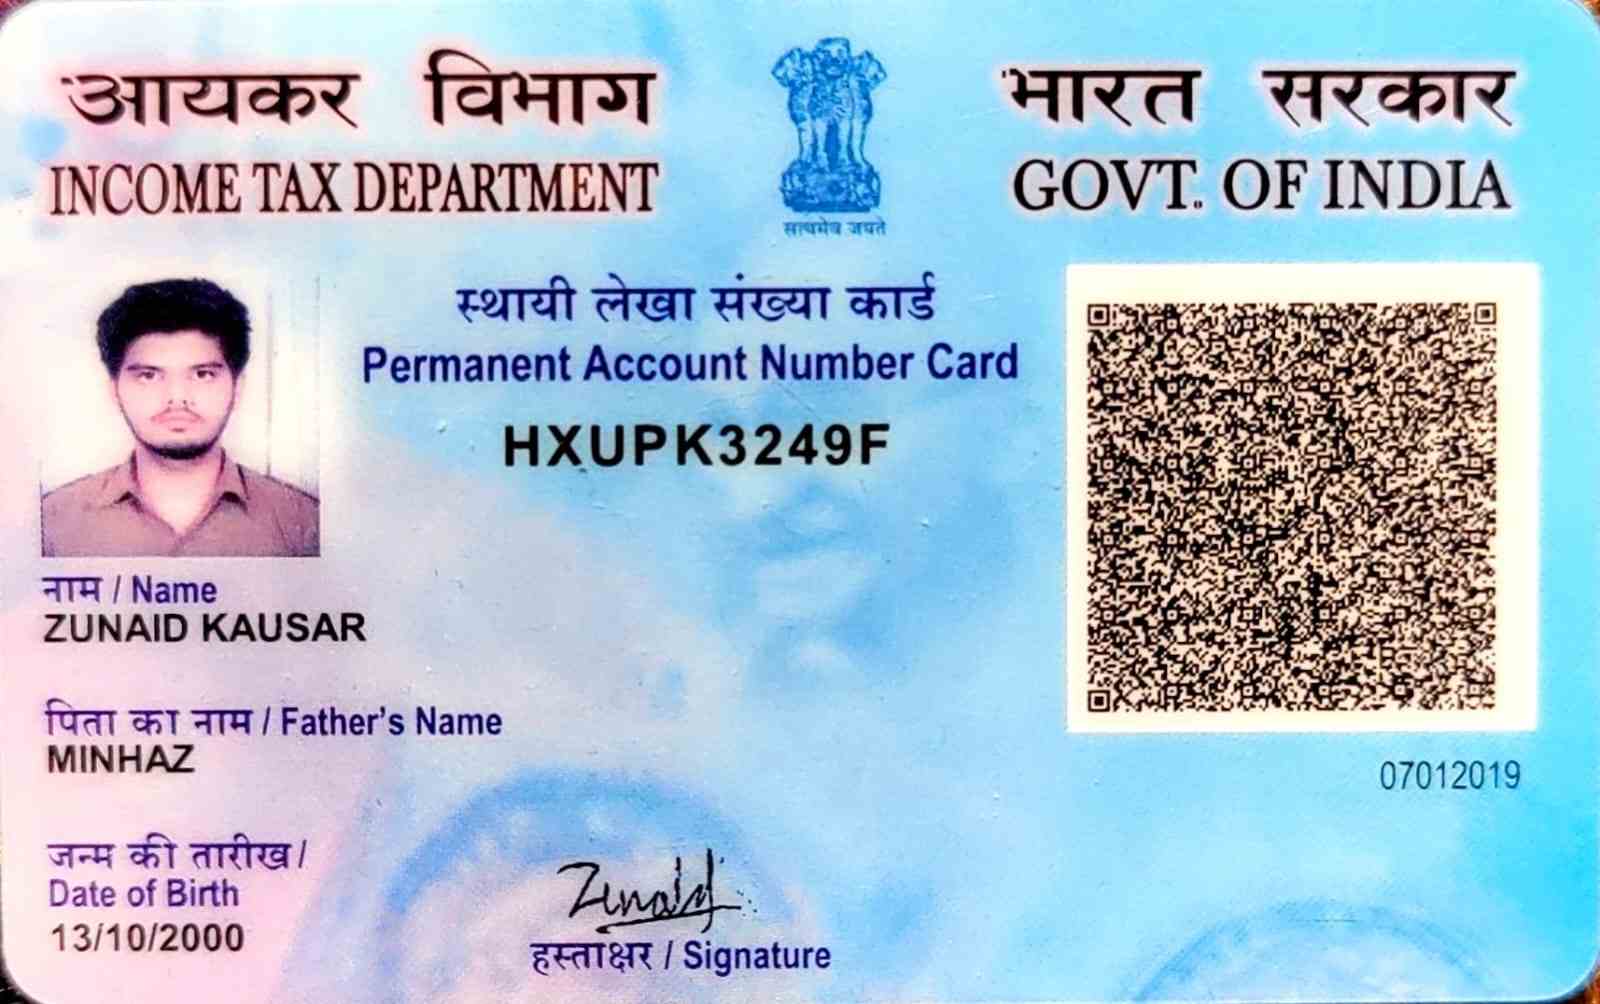 आयकर विभाग
INCOME TAX DEPARTMENT
सत्यमेव जयते
भारत सरकार
GOVT. OF INDIA
स्थायी लेखा संख्या कार्ड
Permanent Account Number Card
HXUPK3249F
नाम / Name
ZUNAID KAUSAR
पिता का नाम / Father's Name
MINHAZ
07012019
जन्म की तारीख /
Date of Birth
13/10/2000
Zunaid
हस्ताक्षर / Signature